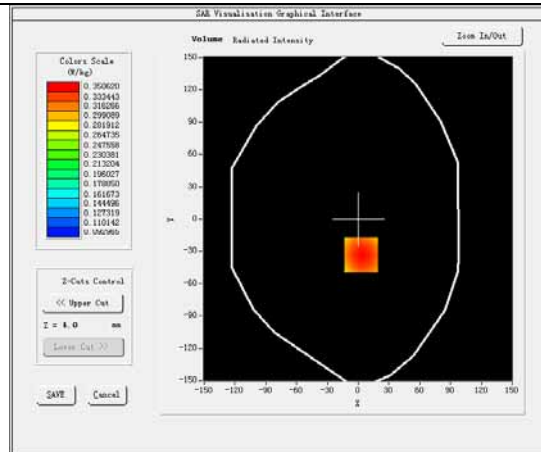 SAR Visualisation Graphical Interface
Volume Radiated Intensity
Zoom In/Out
Colors Scale
(W/kg)
0.350620
0.333443
0.316266
0.299089
0.281912
0.264735
0.247558
0.230381
0.213204
0.196027
0.178850
0.161673
0.144496
0.127319
0.110142
Z-Cuts Control
<< Upper Cut
Z = 4.0 mm
Lower Cut >>
SAVE Cancel
150
120
90
60
30
0
-30
-60
-90
-120
-150
Y
-150 -120 -90 -60 -30 0 30 60 90 120 150
X